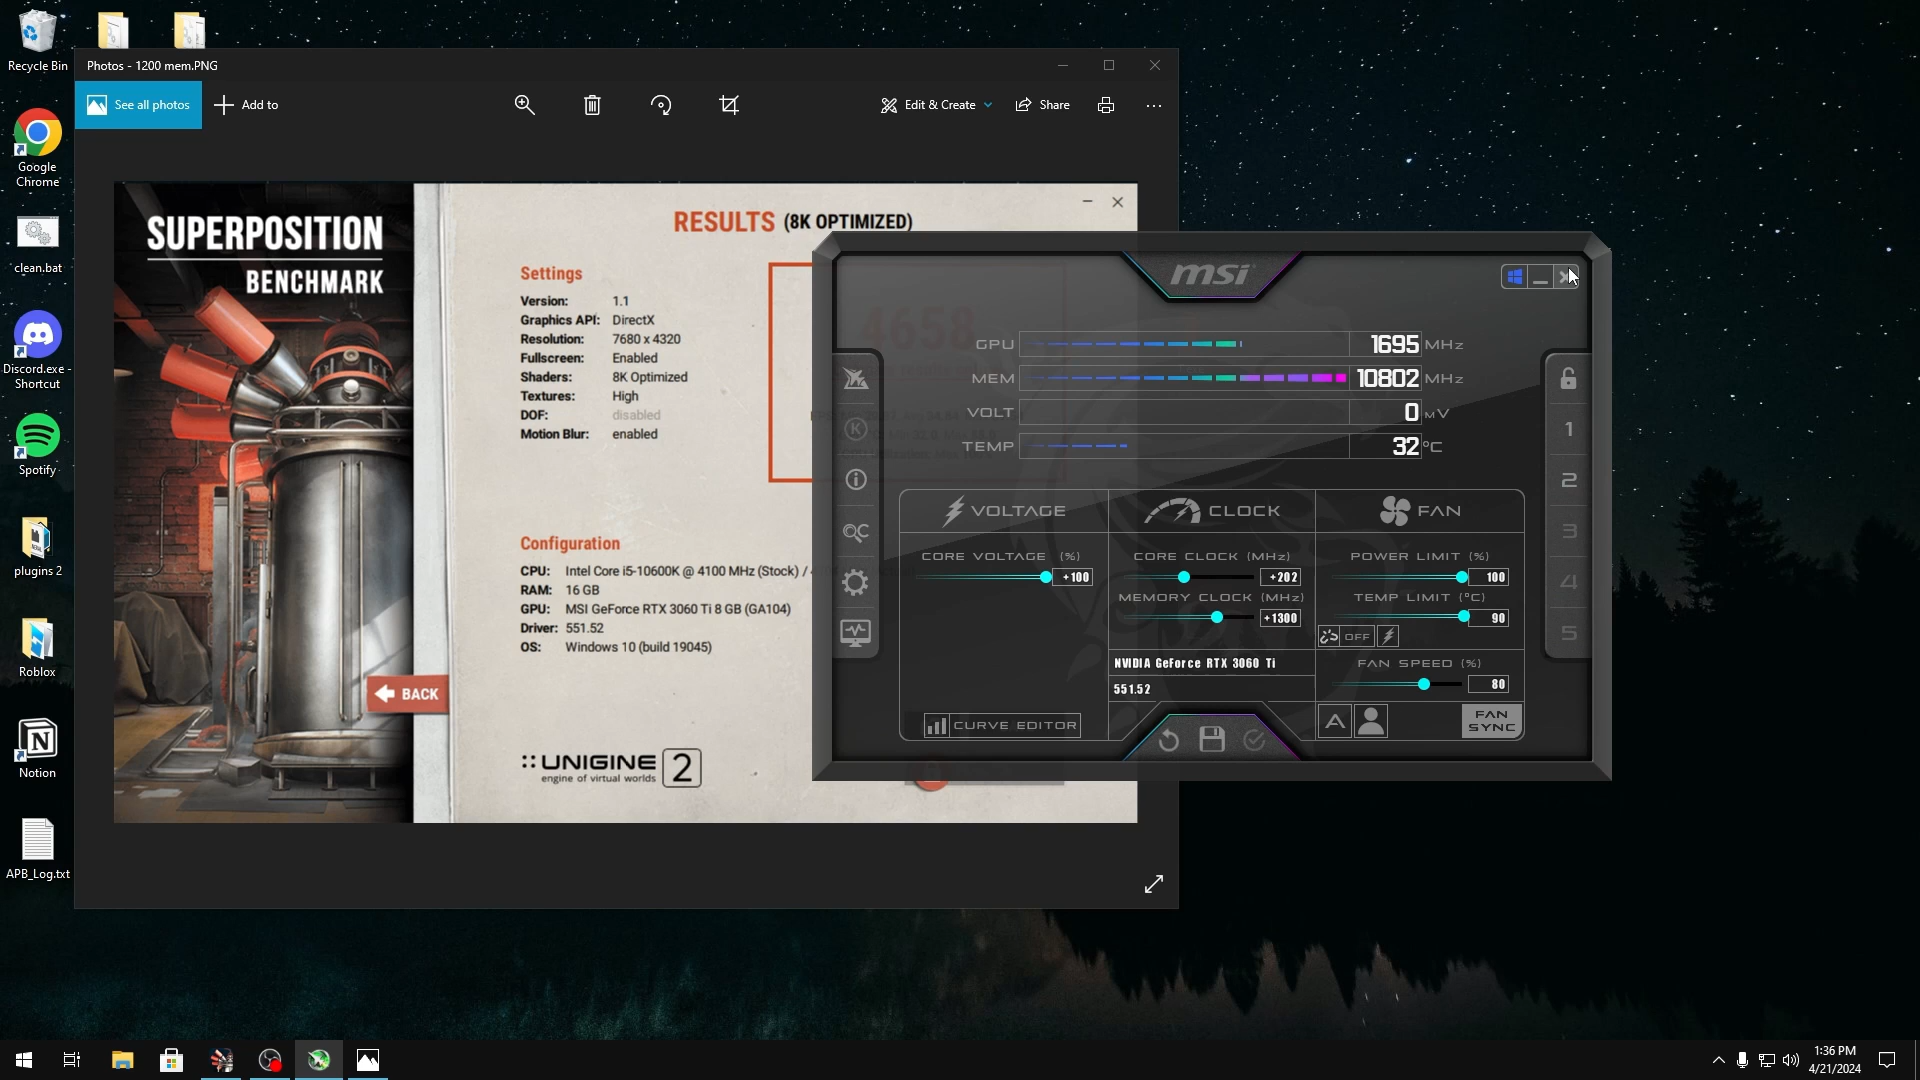 Recycle Bin
Google
Chrome
clean.bat
Discord.exe -
Shortcut
Spotify
plugins 2
Roblox
Notion
APB_Log.txt
Photos - 1200 mem.PNG
See all photos
Add to
Edit & Create
Share
SUPERPOSITION
BENCHMARK
RESULTS (8K OPTIMIZED)
Settings
Version: 1.1
Graphics API: DirectX
Resolution: 7680 x 4320
Fullscreen: Enabled
Shaders: 8K Optimized
Textures: High
DOF: disabled
Motion Blur: enabled
4658
Configuration
CPU: Intel Core i5-10600K @ 4100 MHz (Stock) /
RAM: 16 GB
GPU: MSI GeForce RTX 3060 Ti 8 GB (GA104)
Driver: 551.52
OS: Windows 10 (build 19045)
BACK
UNIGINE 2
engine of virtual worlds
msi
GPU 1695 MHz
MEM 10802 MHz
VOLT 0 MV
TEMP 32 °C
K
OC
1
2
3
4
5
VOLTAGE
CORE VOLTAGE (%)
+100
CURVE EDITOR
CLOCK
CORE CLOCK (MHz)
+202
MEMORY CLOCK (MHz)
+1300
NVIDIA GeForce RTX 3060 Ti
551.52
FAN
POWER LIMIT (%)
100
TEMP LIMIT (°C)
90
OFF
FAN SPEED (%)
80
A
FAN
SYNC
1:36 PM
4/21/2024